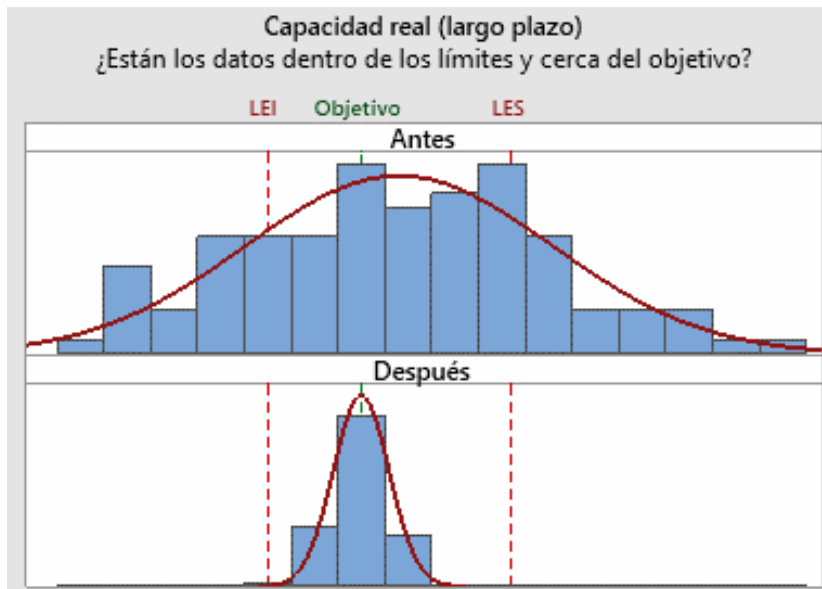 Capacidad real (largo plazo)
¿Están los datos dentro de los límites y cerca del objetivo?
LEI Objetivo LES
Antes
Después